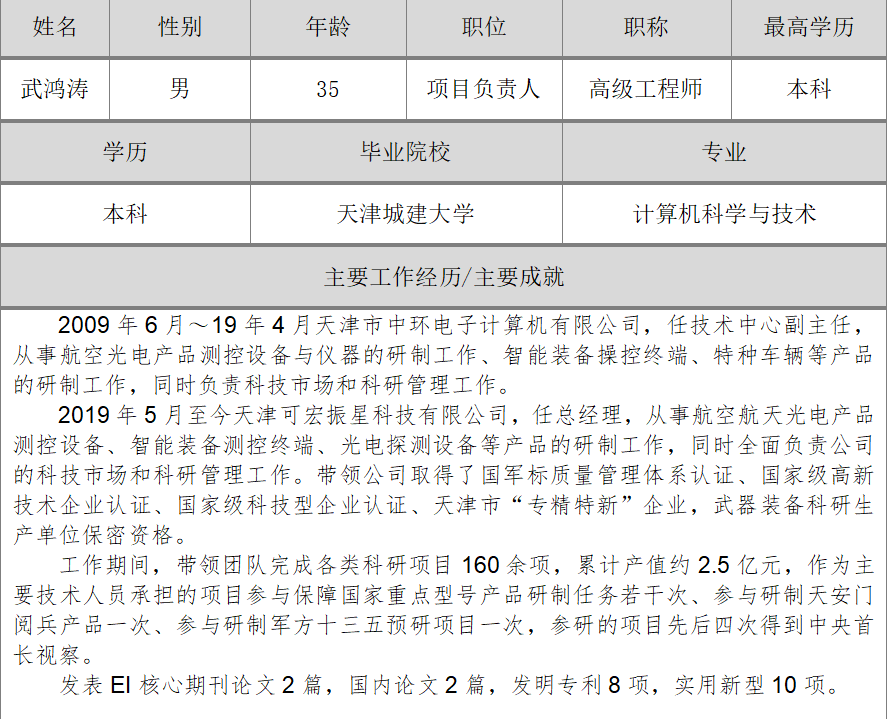 姓名 性别 年龄 职位 职称 最高学历
武鸿涛 男 35 项目负责人 高级工程师 本科
学历 毕业院校 专业
本科 天津城建大学 计算机科学与技术
主要工作经历/主要成就
2009 年 6 月～19 年 4 月天津市中环电子计算机有限公司，任技术中心副主任，
从事航空光电产品测控设备与仪器的研制工作、智能装备操控终端、特种车辆等产品
的研制工作，同时负责科技市场和科研管理工作。
2019 年 5 月至今天津可宏振星科技有限公司，任总经理，从事航空航天光电产品
测控设备、智能装备测控终端、光电探测设备等产品的研制工作，同时全面负责公司
的科技市场和科研管理工作。带领公司取得了国军标质量管理体系认证、国家级高新
技术企业认证、国家级科技型企业认证、天津市“专精特新”企业，武器装备科研生
产单位保密资格。
工作期间，带领团队完成各类科研项目 160 余项，累计产值约 2.5 亿元，作为主
要技术人员承担的项目参与保障国家重点型号产品研制任务若干次、参与研制天安门
阅兵产品一次、参与研制军方十三五预研项目一次，参研的项目先后四次得到中央首
长视察。
发表 EI 核心期刊论文 2 篇，国内论文 2 篇，发明专利 8 项，实用新型 10 项。